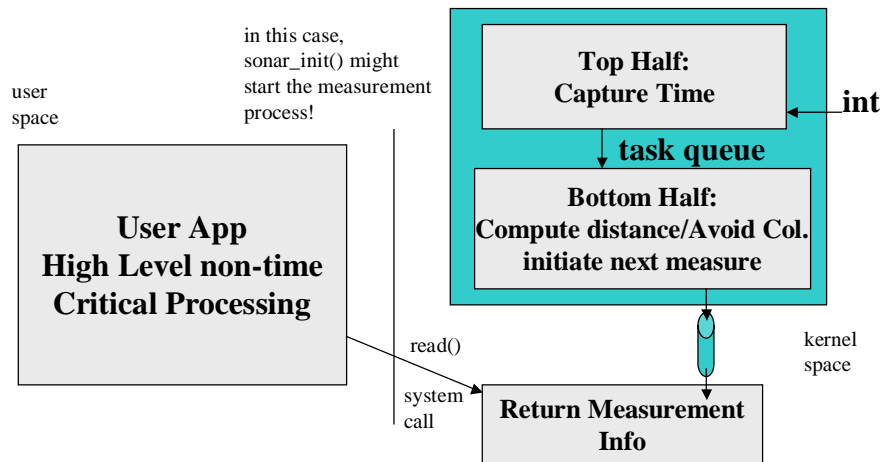 in this case,
sonar_init() might
start the measurement
process!
user
space
Top Half:
Capture Time
int
task queue
User App
High Level non-time
Critical Processing
Bottom Half:
Compute distance/Avoid Col.
initiate next measure
read()
system
call
kernel
space
Return Measurement
Info